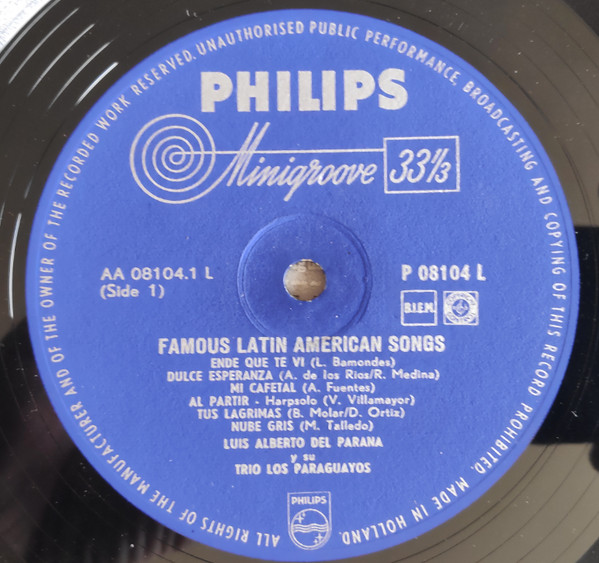 ALL RIGHTS OF THE MANUFACTURER AND OF THE OWNER OF THE RECORDED WORK RESERVED. UNAUTHORISED PUBLIC PERFORMANCE, BROADCASTING AND COPYING OF THIS RECORD PROHIBITED. MADE IN HOLLAND.
PHILIPS
Minigroove 33⅓
AA 08104.1 L
(Side 1)
P 08104 L
B.I.E.M.
FAMOUS LATIN AMERICAN SONGS
ENDE QUE TE VI (L. Bamondes)
DULCE ESPERANZA (A. de los Rios/R. Medina)
MI CAFETAL (A. Fuentes)
AL PARTIR - Harpsolo (V. Villamayor)
TUS LAGRIMAS (B. Molar/D. Ortiz)
NUBE GRIS (M. Talledo)
LUIS ALBERTO DEL PARANA
y su
TRIO LOS PARAGUAYOS
PHILIPS